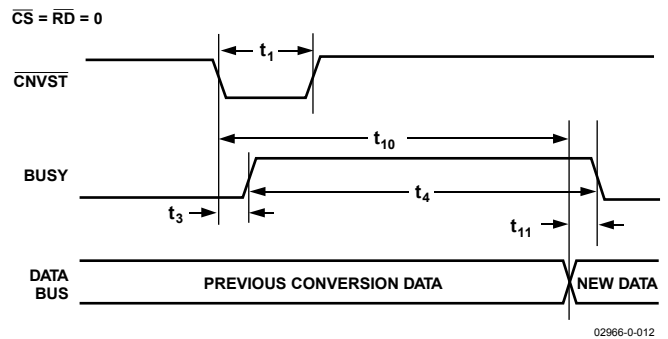 CS = RD = 0
t1
CNVST
t10
BUSY
t4
t3
t11
DATA
BUS
PREVIOUS CONVERSION DATA
NEW DATA
02966-0-012